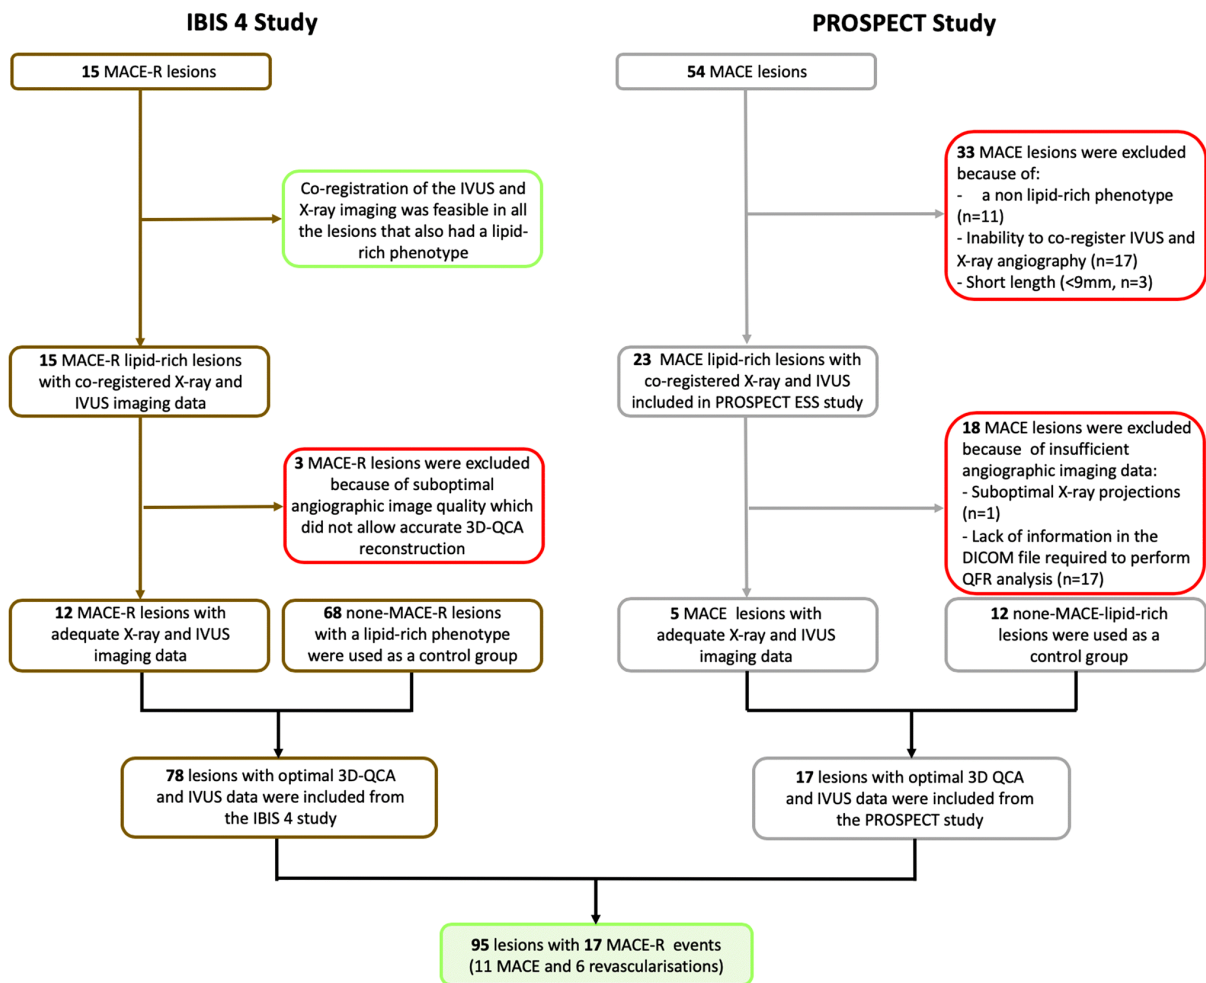 IBIS 4 Study
15 MACE-R lesions
Co-registration of the IVUS and
X-ray imaging was feasible in all
the lesions that also had a lipid-
rich phenotype
15 MACE-R lipid-rich lesions
with co-registered X-ray and
IVUS imaging data
3 MACE-R lesions were excluded
because of suboptimal
angiographic image quality which
did not allow accurate 3D-QCA
reconstruction
12 MACE-R lesions with
adequate X-ray and IVUS
imaging data
68 none-MACE-R lesions
with a lipid-rich phenotype
were used as a control group
78 lesions with optimal 3D-QCA
and IVUS data were included from
the IBIS 4 study
PROSPECT Study
54 MACE lesions
33 MACE lesions were excluded
because of:
- a non lipid-rich phenotype
(n=11)
- Inability to co-register IVUS and
X-ray angiography (n=17)
- Short length (<9mm, n=3)
23 MACE lipid-rich lesions with
co-registered X-ray and IVUS
included in PROSPECT ESS study
18 MACE lesions were excluded
because of insufficient
angiographic imaging data:
- Suboptimal X-ray projections
(n=1)
- Lack of information in the
DICOM file required to perform
QFR analysis (n=17)
5 MACE lesions with
adequate X-ray and IVUS
imaging data
12 none-MACE-lipid-rich
lesions were used as a
control group
17 lesions with optimal 3D QCA
and IVUS data were included from
the PROSPECT study
95 lesions with 17 MACE-R events
(11 MACE and 6 revascularisations)